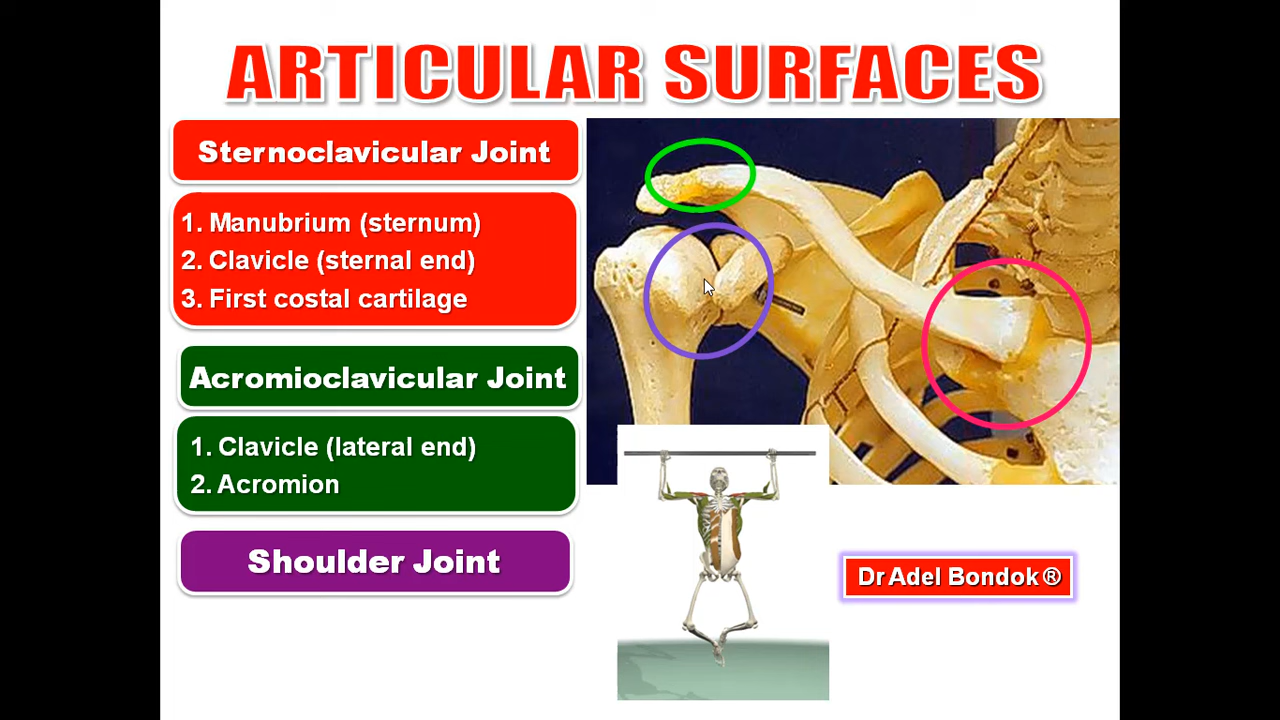 ARTICULAR SURFACES
Sternoclavicular Joint
1. Manubrium (sternum)
2. Clavicle (sternal end)
3. First costal cartilage
Acromioclavicular Joint
1. Clavicle (lateral end)
2. Acromion
Shoulder Joint
Dr Adel Bondok ®